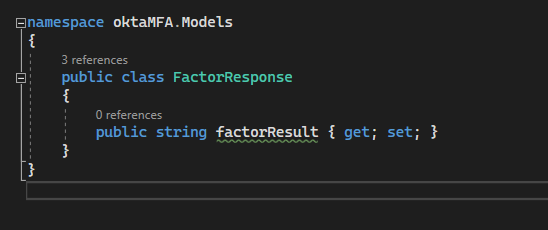 namespace oktaMFA.Models
{
3 references
public class FactorResponse
{
0 references
public string factorResult { get; set; }
}
}